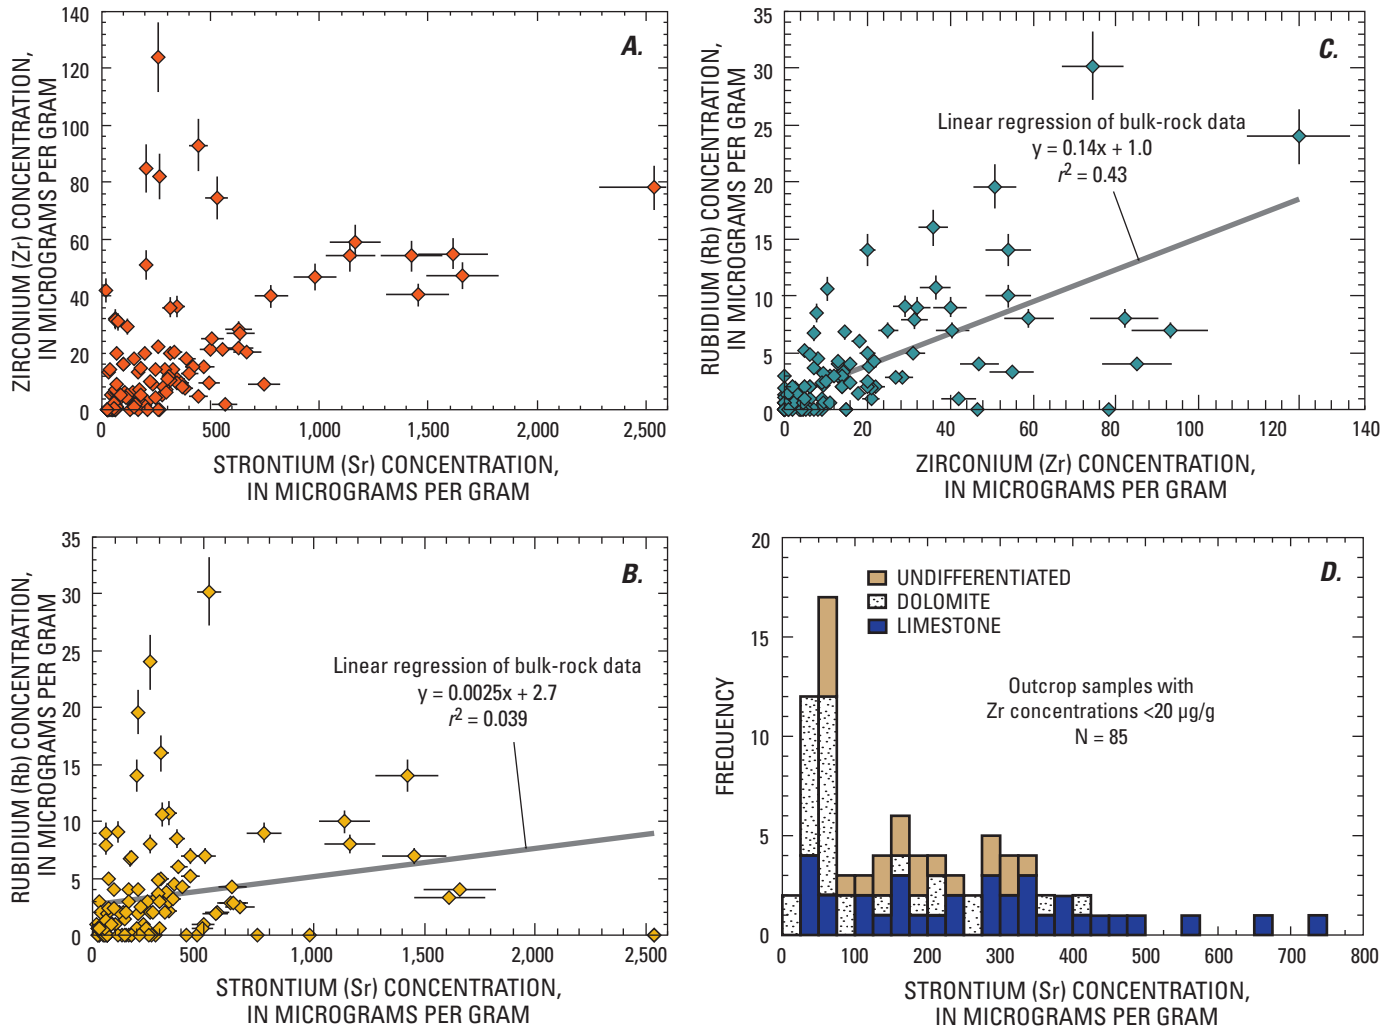 A.
ZIRCONIUM (Zr) CONCENTRATION,
IN MICROGRAMS PER GRAM
140
120
100
80
60
40
20
0
0
500
1,000
1,500
2,000
2,500
STRONTIUM (Sr) CONCENTRATION,
IN MICROGRAMS PER GRAM
C.
RUBIDIUM (Rb) CONCENTRATION,
IN MICROGRAMS PER GRAM
35
30
25
20
15
10
5
0
Linear regression of bulk-rock data
y = 0.14x + 1.0
r² = 0.43
0
20
40
60
80
100
120
140
ZIRCONIUM (Zr) CONCENTRATION,
IN MICROGRAMS PER GRAM
B.
RUBIDIUM (Rb) CONCENTRATION,
IN MICROGRAMS PER GRAM
35
30
25
20
15
10
5
0
Linear regression of bulk-rock data
y = 0.0025x + 2.7
r² = 0.039
0
500
1,000
1,500
2,000
2,500
STRONTIUM (Sr) CONCENTRATION,
IN MICROGRAMS PER GRAM
D.
FREQUENCY
20
15
10
5
0
UNDIFFERENTIATED
DOLOMITE
LIMESTONE
Outcrop samples with
Zr concentrations <20 µg/g
N = 85
0
100
200
300
400
500
600
700
800
STRONTIUM (Sr) CONCENTRATION,
IN MICROGRAMS PER GRAM